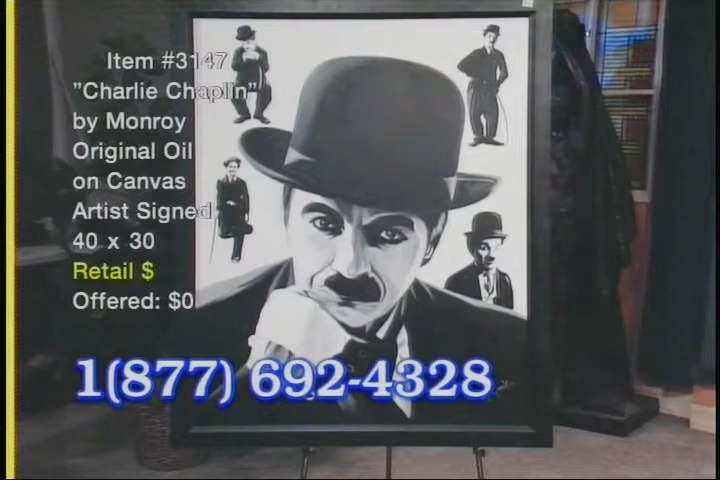 Item #3147
”Charlie Chaplin”
by Monroy
Original Oil
on Canvas
Artist Signed
40 x 30
Retail $
Offered: $0
1(877) 692-4328